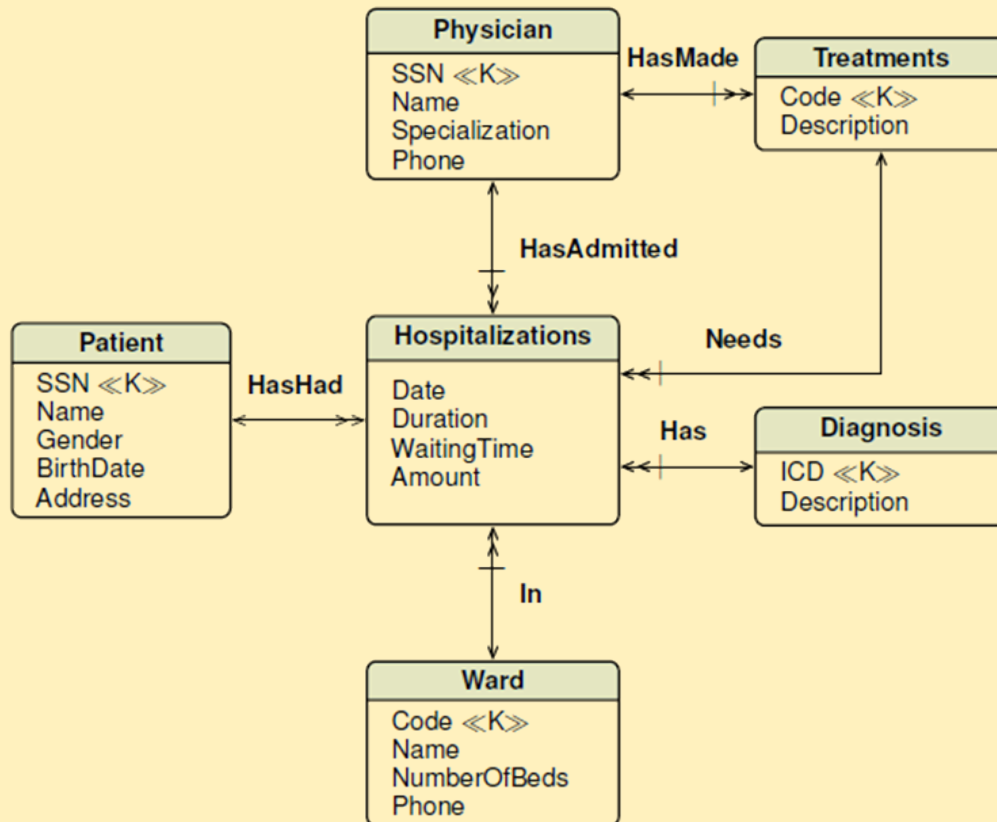 Physician
SSN ≪K≫
Name
Specialization
Phone
HasMade
Treatments
Code ≪K≫
Description
HasAdmitted
Patient
SSN ≪K≫
Name
Gender
BirthDate
Address
HasHad
Hospitalizations
Date
Duration
WaitingTime
Amount
Needs
Has
Diagnosis
ICD ≪K≫
Description
In
Ward
Code ≪K≫
Name
NumberOfBeds
Phone